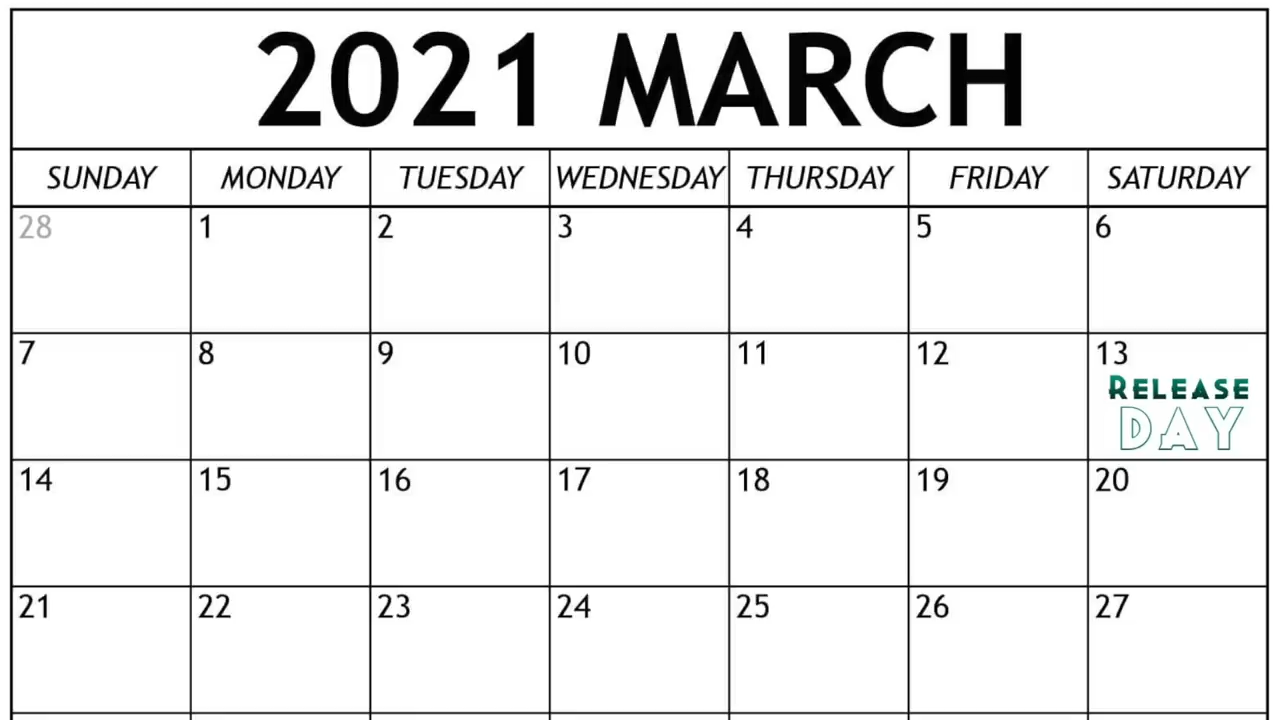 2021 MARCH
SUNDAY MONDAY TUESDAY WEDNESDAY THURSDAY FRIDAY SATURDAY
28 1 2 3 4 5 6
7 8 9 10 11 12 13
RELEASE
DAY
14 15 16 17 18 19 20
21 22 23 24 25 26 27